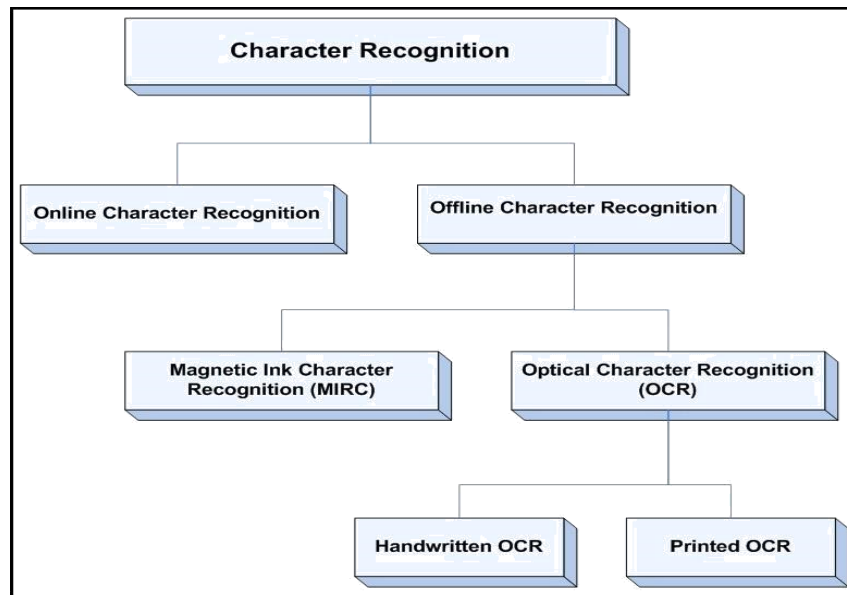 Character Recognition
Online Character Recognition
Offline Character Recognition
Magnetic Ink Character
Recognition (MIRC)
Optical Character Recognition
(OCR)
Handwritten OCR
Printed OCR